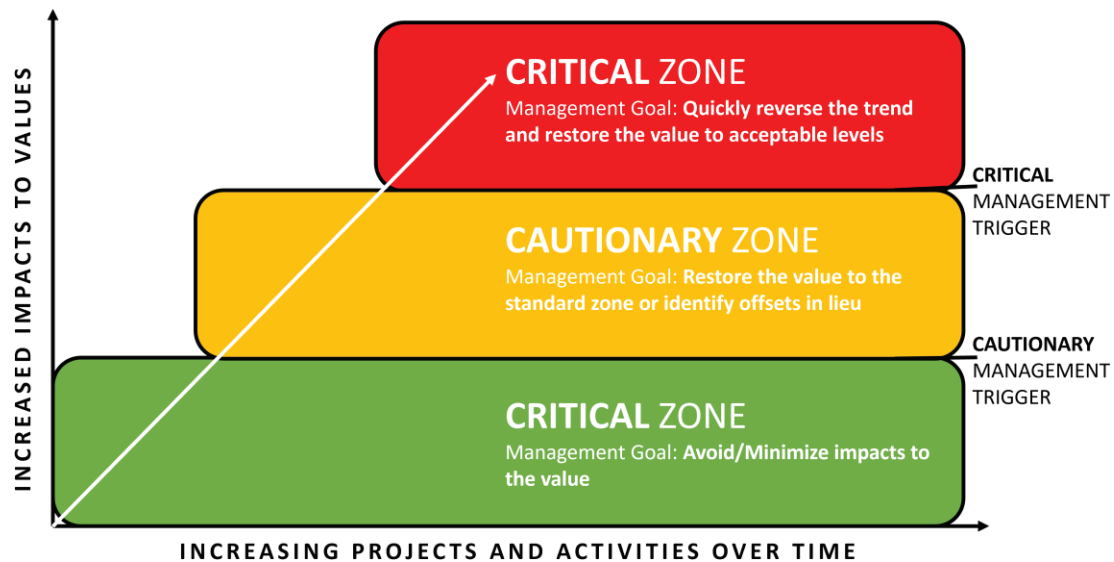 INCREASED IMPACTS TO VALUES
CRITICAL ZONE
Management Goal: Quickly reverse the trend
and restore the value to acceptable levels
CRITICAL
MANAGEMENT
TRIGGER
CAUTIONARY ZONE
Management Goal: Restore the value to the
standard zone or identify offsets in lieu
CAUTIONARY
MANAGEMENT
TRIGGER
CRITICAL ZONE
Management Goal: Avoid/Minimize impacts to
the value
INCREASING PROJECTS AND ACTIVITIES OVER TIME